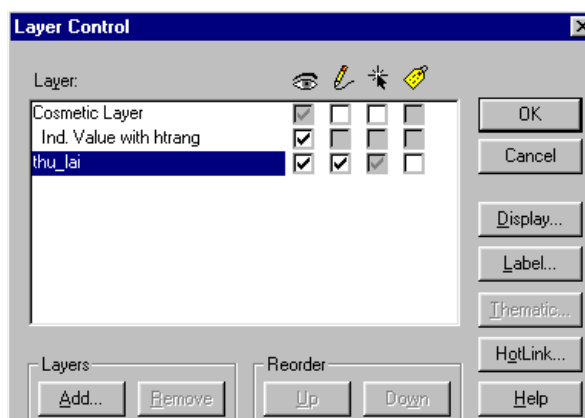 Layer Control
Layer:
Cosmetic Layer
Ind. Value with htrang
thu_lai
OK
Cancel
Display...
Label...
Thematic...
HotLink...
Help
Layers
Add...
Remove
Reorder
Up
Down